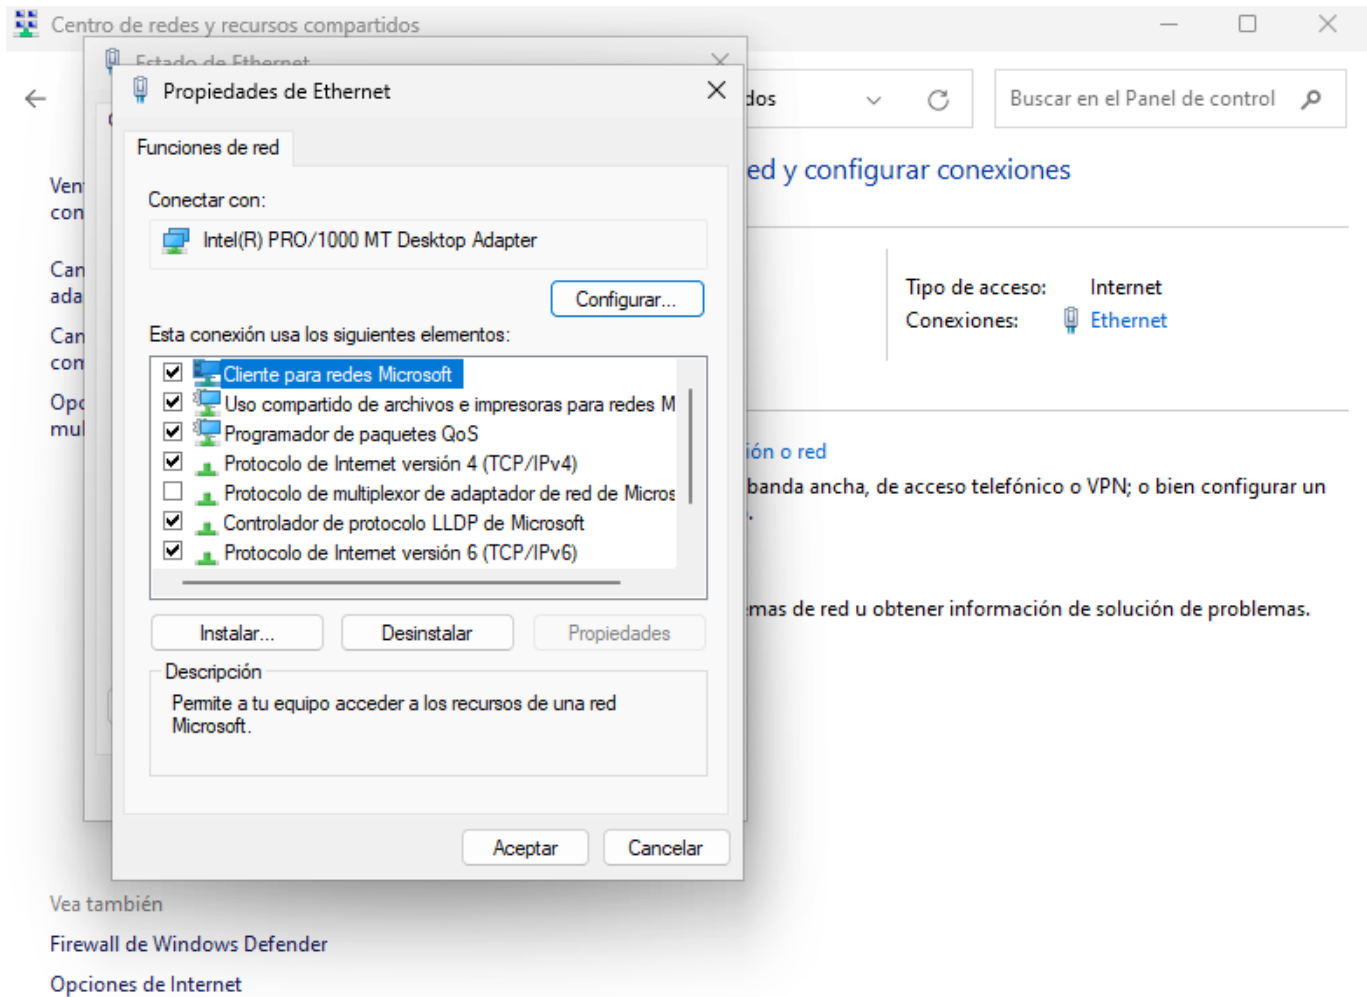 Centro de redes y recursos compartidos
Estado de Ethernet
Propiedades de Ethernet
Buscar en el Panel de control
Funciones de red
ed y configurar conexiones
Conectar con:
Intel(R) PRO/1000 MT Desktop Adapter
Configurar...
Tipo de acceso: Internet
Conexiones: Ethernet
Esta conexión usa los siguientes elementos:
Cliente para redes Microsoft
Uso compartido de archivos e impresoras para redes M
Programador de paquetes QoS
Protocolo de Internet versión 4 (TCP/IPv4)
Protocolo de multiplexor de adaptador de red de Micros
Controlador de protocolo LLDP de Microsoft
Protocolo de Internet versión 6 (TCP/IPv6)
ión o red
banda ancha, de acceso telefónico o VPN; o bien configurar un
Instalar...
Desinstalar
Propiedades
mas de red u obtener información de solución de problemas.
Descripción
Permite a tu equipo acceder a los recursos de una red
Microsoft.
Aceptar
Cancelar
Vea también
Firewall de Windows Defender
Opciones de Internet